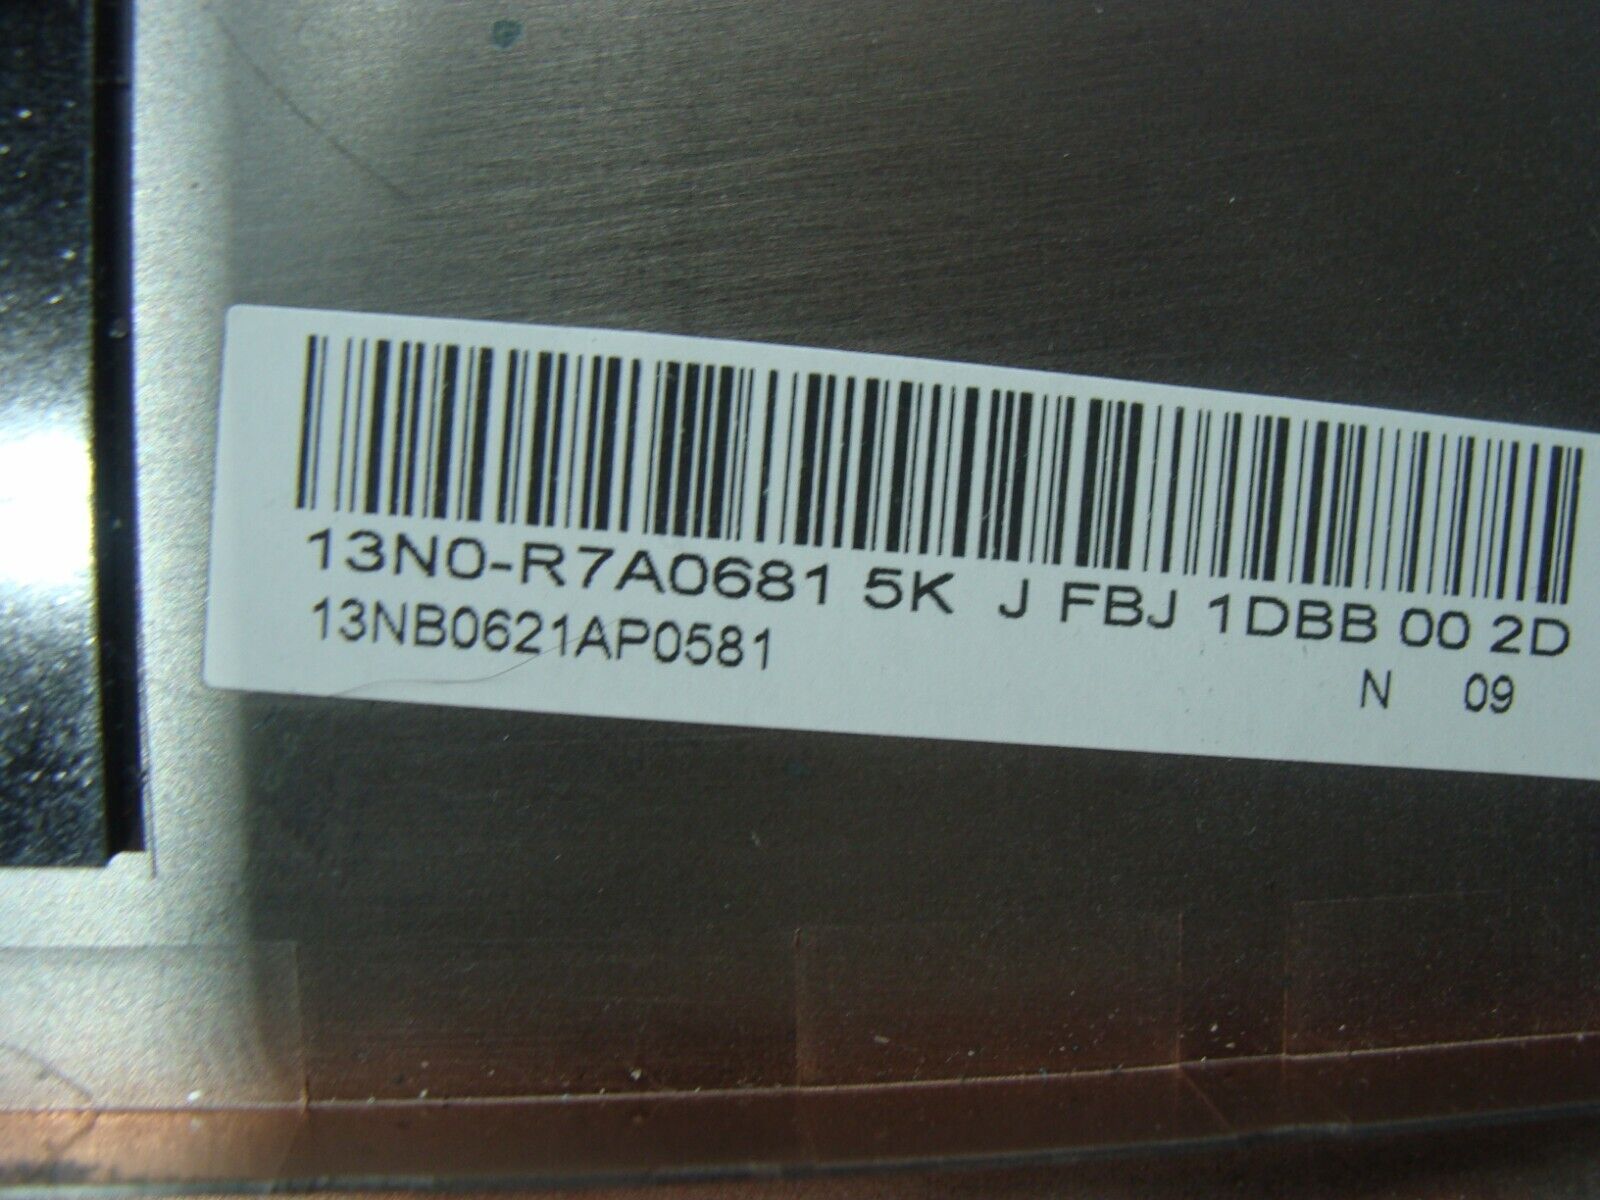 13N0-R7A0681 5K J FBJ 1DBB 00 2D
13NB0621AP0581
N 09